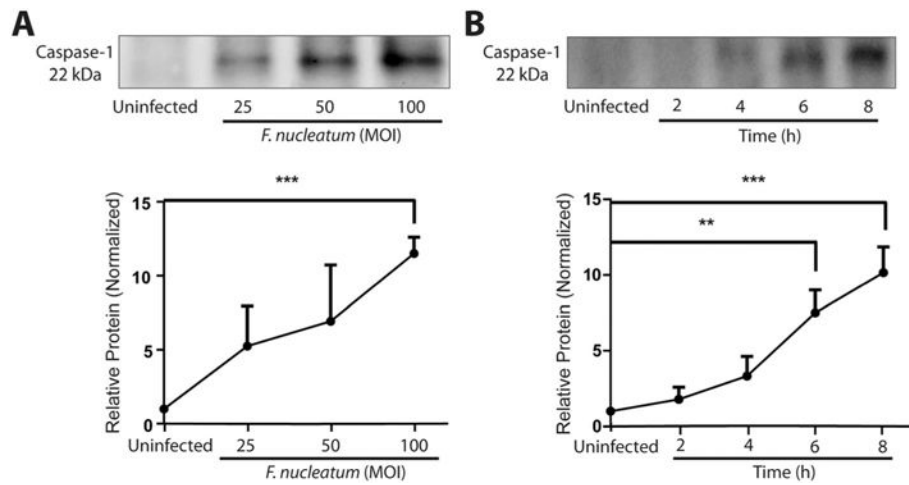 A
Caspase-1
22 kDa
Uninfected 25 50 100
F. nucleatum (MOI)
***
Relative Protein (Normalized)
15
10
5
0
Uninfected 25 50 100
F. nucleatum (MOI)
B
Caspase-1
22 kDa
Uninfected 2 4 6 8
Time (h)
***
**
Relative Protein (Normalized)
15
10
5
0
Uninfected 2 4 6 8
Time (h)